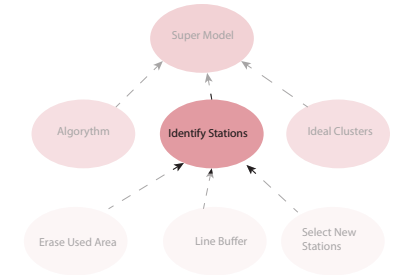 Super Model
Algorythm
Identify Stations
Ideal Clusters
Erase Used Area
Line Buffer
Select New
Stations